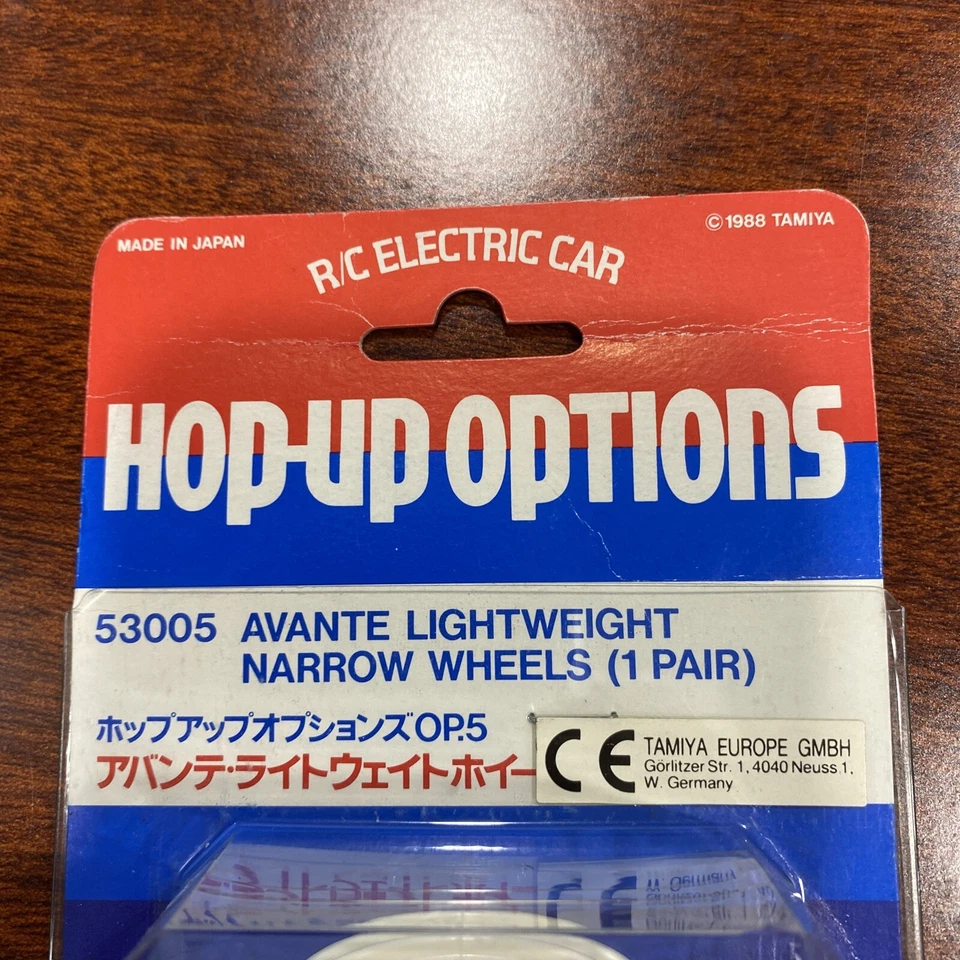 MADE IN JAPAN
© 1988 TAMIYA
R/C ELECTRIC CAR
HOP-UP OPTIONS
53005 AVANTE LIGHTWEIGHT
NARROW WHEELS (1 PAIR)
ホップアップオプションズOP.5
アバンテ・ライトウェイトホイー
CE TAMIYA EUROPE GMBH
Görlitzer Str. 1, 4040 Neuss 1,
W. Germany